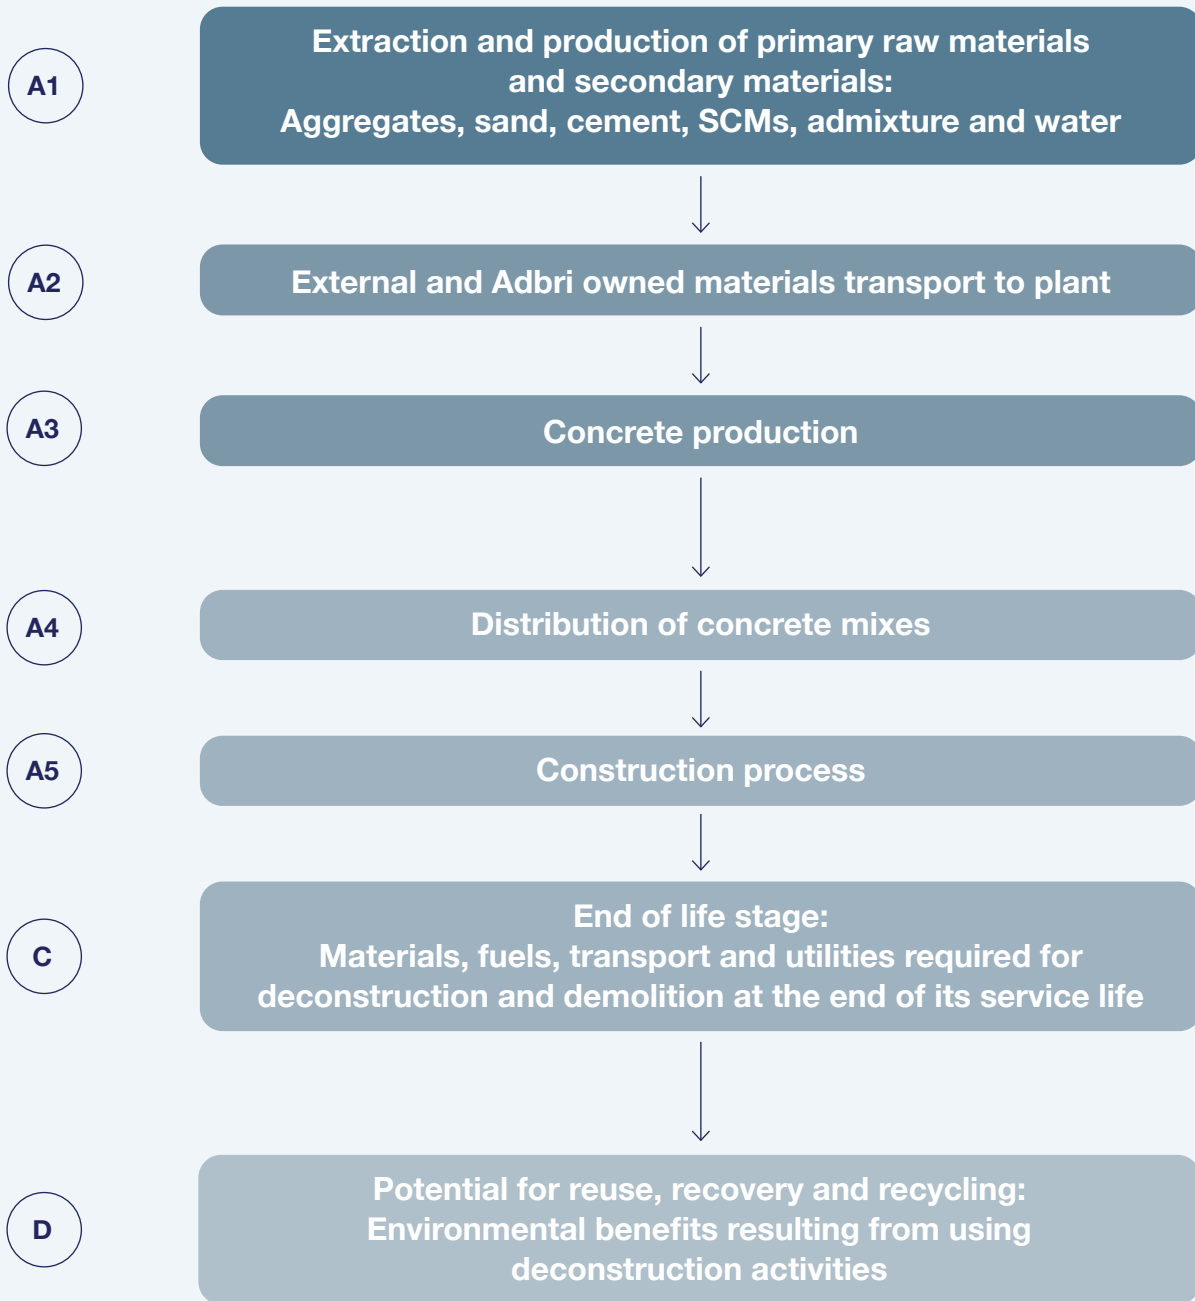 A1
Extraction and production of primary raw materials
and secondary materials:
Aggregates, sand, cement, SCMs, admixture and water
A2
External and Adbri owned materials transport to plant
A3
Concrete production
A4
Distribution of concrete mixes
A5
Construction process
C
End of life stage:
Materials, fuels, transport and utilities required for
deconstruction and demolition at the end of its service life
D
Potential for reuse, recovery and recycling:
Environmental benefits resulting from using
deconstruction activities